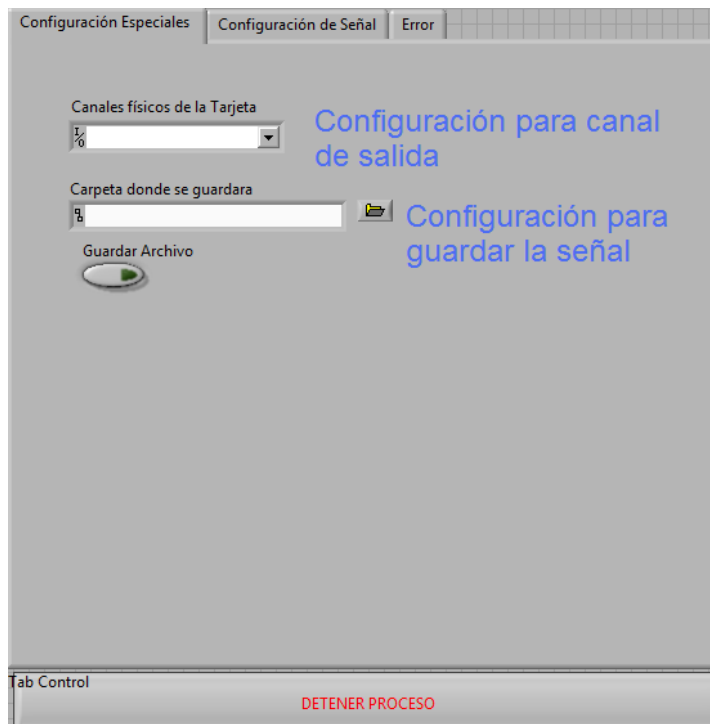 Configuración Especiales
Configuración de Señal
Error
Canales físicos de la Tarjeta
I/0
Configuración para canal
de salida
Carpeta donde se guardara
Configuración para
guardar la señal
Guardar Archivo
Tab Control
DETENER PROCESO